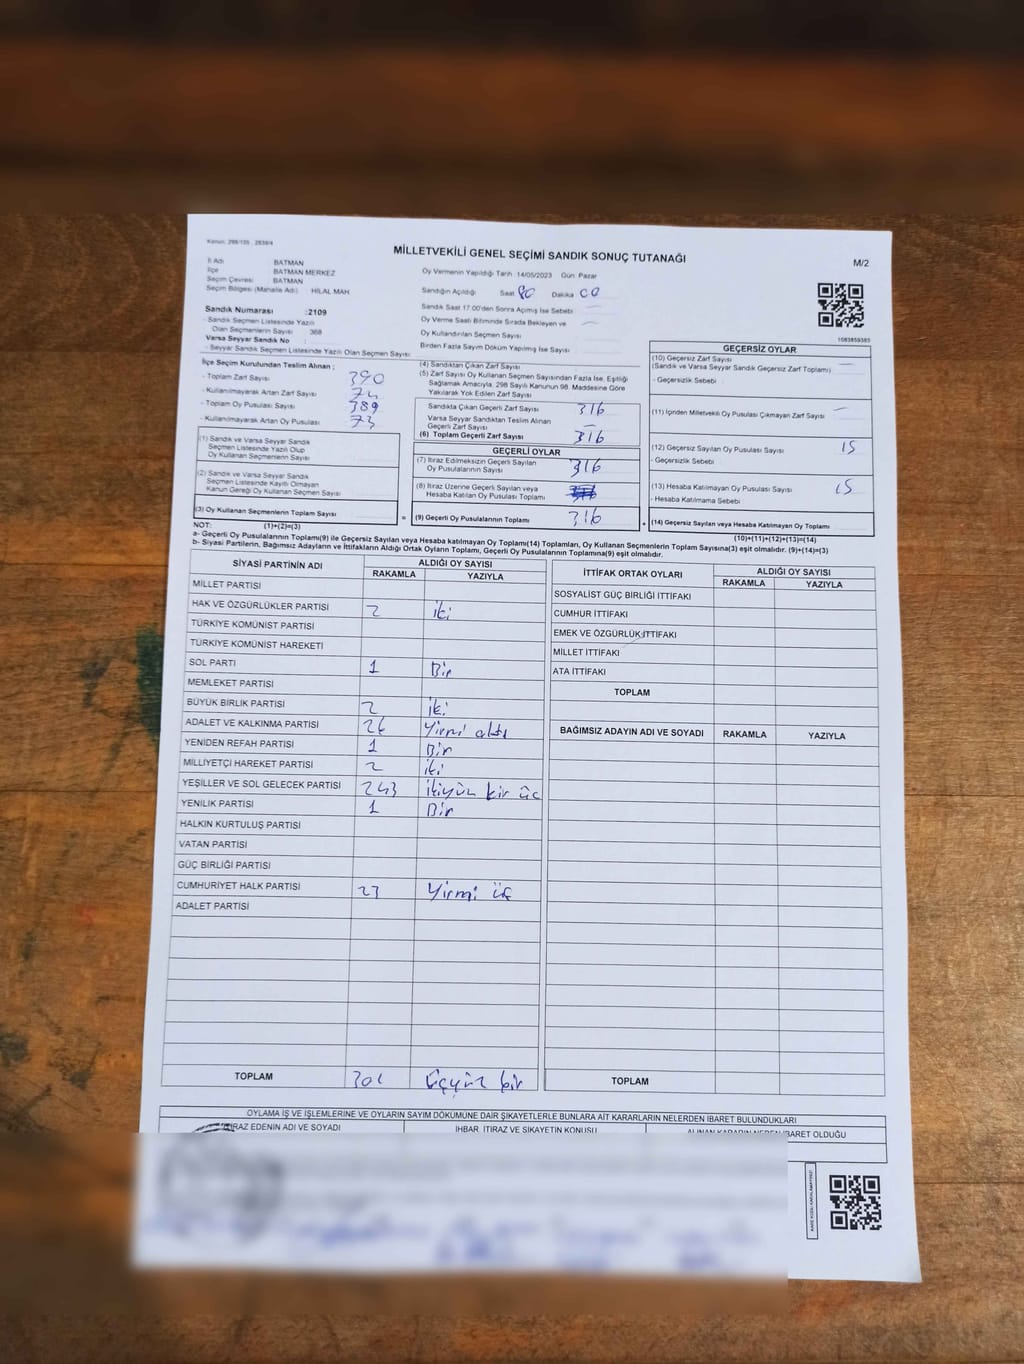 Kanun: 298/105 , 2839/4
MİLLETVEKİLİ GENEL SEÇİMİ SANDIK SONUÇ TUTANAĞI
M/2
İl Adı BATMAN
İlçe BATMAN MERKEZ
Seçim Çevresi BATMAN
Seçim Bölgesi (Mahalle Adı) : HİLAL MAH
Oy Vermenin Yapıldığı Tarih : 14/05/2023 Gün: Pazar
Sandığın Açıldığı Saat Dakika 00
Sandık Saat 17.00'den Sonra Açılmış İse Sebebi —
Oy Verme Saati Bitiminde Sırada Bekleyen ve
Oy Kullandırılan Seçmen Sayısı —
Birden Fazla Sayım Döküm Yapılmış İse Sayısı
Sandık Numarası :2109
- Sandık Seçmen Listesinde Yazılı
Olan Seçmenlerin Sayısı : 368
Varsa Seyyar Sandık No :
- Seyyar Sandık Seçmen Listesinde Yazılı Olan Seçmen Sayısı
1083859385
İlçe Seçim Kurulundan Teslim Alınan ;
- Toplam Zarf Sayısı 390
- Kullanılmayarak Artan Zarf Sayısı 74
- Toplam Oy Pusulası Sayısı 389
- Kullanılmayarak Artan Oy Pusulası 73
(1) Sandık ve Varsa Seyyar Sandık
Seçmen Listesinde Yazılı Olup
Oy Kullanan Seçmenlerin Sayısı
(2) Sandık ve Varsa Seyyar Sandık
Seçmen Listesinde Kayıtlı Olmayan
Kanun Gereği Oy Kullanan Seçmen Sayısı
(3) Oy Kullanan Seçmenlerin Toplam Sayısı
(1)+(2)=(3)
(4) Sandıktan Çıkan Zarf Sayısı
(5) Zarf Sayısı Oy Kullanan Seçmen Sayısından Fazla İse, Eşitliği
Sağlamak Amacıyla, 298 Sayılı Kanunun 98. Maddesine Göre
Yakılarak Yok Edilen Zarf Sayısı
Sandıkta Çıkan Geçerli Zarf Sayısı 316
Varsa Seyyar Sandıktan Teslim Alınan
Geçerli Zarf Sayısı —
(6) Toplam Geçerli Zarf Sayısı 316
GEÇERLİ OYLAR
(7) İtiraz Edilmeksizin Geçerli Sayılan
Oy Pusulalarının Sayısı 316
(8) İtiraz Üzerine Geçerli Sayılan veya
Hesaba Katılan Oy Pusulası Toplamı
= (9) Geçerli Oy Pusulalarının Toplamı 316
GEÇERSİZ OYLAR
(10) Geçersiz Zarf Sayısı
(Sandık ve Varsa Seyyar Sandık Geçersiz Zarf Toplamı) —
- Geçersizlik Sebebi
(11) İçinden Milletvekili Oy Pusulası Çıkmayan Zarf Sayısı —
(12) Geçersiz Sayılan Oy Pusulası Sayısı 15
- Geçersizlik Sebebi
(13) Hesaba Katılmayan Oy Pusulası Sayısı 15
- Hesaba Katılmama Sebebi
+ (14) Geçersiz Sayılan veya Hesaba Katılmayan Oy Toplamı
(10)+(11)+(12)+(13)=(14)
NOT:
a- Geçerli Oy Pusulalarının Toplamı(9) ile Geçersiz Sayılan veya Hesaba katılmayan Oy Toplamı(14) Toplamları, Oy Kullanan Seçmenlerin Toplam Sayısına(3) eşit olmalıdır. (9)+(14)=(3)
b- Siyasi Partilerin, Bağımsız Adayların ve İttifakların Aldığı Ortak Oyların Toplamı, Geçerli Oy Pusulalarının Toplamına(9) eşit olmalıdır.
SİYASİ PARTİNİN ADI ALDIĞI OY SAYISI
RAKAMLA YAZIYLA
MİLLET PARTİSİ
HAK VE ÖZGÜRLÜKLER PARTİSİ 2 iki
TÜRKİYE KOMÜNİST PARTİSİ
TÜRKİYE KOMÜNİST HAREKETİ
SOL PARTİ 1 Bir
MEMLEKET PARTİSİ
BÜYÜK BİRLİK PARTİSİ 2 iki
ADALET VE KALKINMA PARTİSİ 26 Yirmi altı
YENİDEN REFAH PARTİSİ 1 Bir
MİLLİYETÇİ HAREKET PARTİSİ 2 iki
YEŞİLLER VE SOL GELECEK PARTİSİ 243 ikiyüz kir üc
YENİLİK PARTİSİ 1 Bir
HALKIN KURTULUŞ PARTİSİ
VATAN PARTİSİ
GÜÇ BİRLİĞİ PARTİSİ
CUMHURİYET HALK PARTİSİ 23 Yirmi üç
ADALET PARTİSİ
TOPLAM 301 üçyüz bir
İTTİFAK ORTAK OYLARI ALDIĞI OY SAYISI
RAKAMLA YAZIYLA
SOSYALİST GÜÇ BİRLİĞİ İTTİFAKI
CUMHUR İTTİFAKI
EMEK VE ÖZGÜRLÜK İTTİFAKI
MİLLET İTTİFAKI
ATA İTTİFAKI
TOPLAM
BAĞIMSIZ ADAYIN ADI VE SOYADI RAKAMLA YAZIYLA
TOPLAM
OYLAMA İŞ VE İŞLEMLERİNE VE OYLARIN SAYIM DÖKÜMÜNE DAİR ŞİKAYETLERLE BUNLARA AİT KARARLARIN NELERDEN İBARET BULUNDUKLARI
İTİRAZ EDENİN ADI VE SOYADI İHBAR, İTİRAZ VE ŞİKAYETİN KONUSU ALINAN KARARIN NEDEN İBARET OLDUĞU